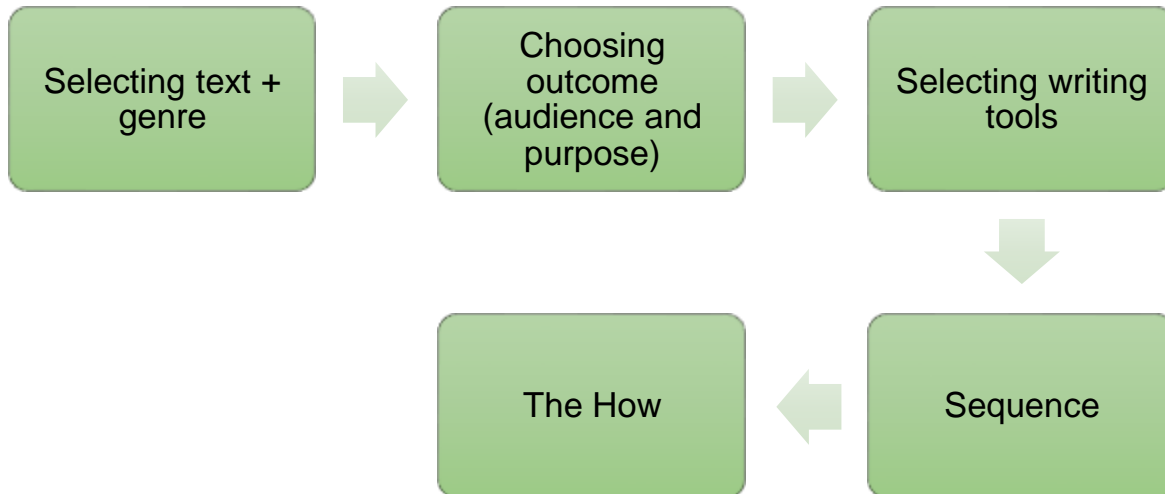 Selecting text +
genre
Choosing
outcome
(audience and
purpose)
Selecting writing
tools
Sequence
The How